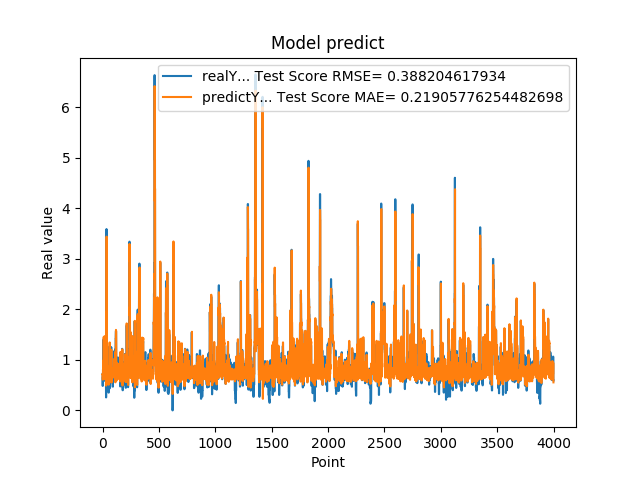 Model predict
realY... Test Score RMSE= 0.388204617934
predictY... Test Score MAE= 0.21905776254482698
6
5
4
3
2
1
0
Real value
0 500 1000 1500 2000 2500 3000 3500 4000
Point